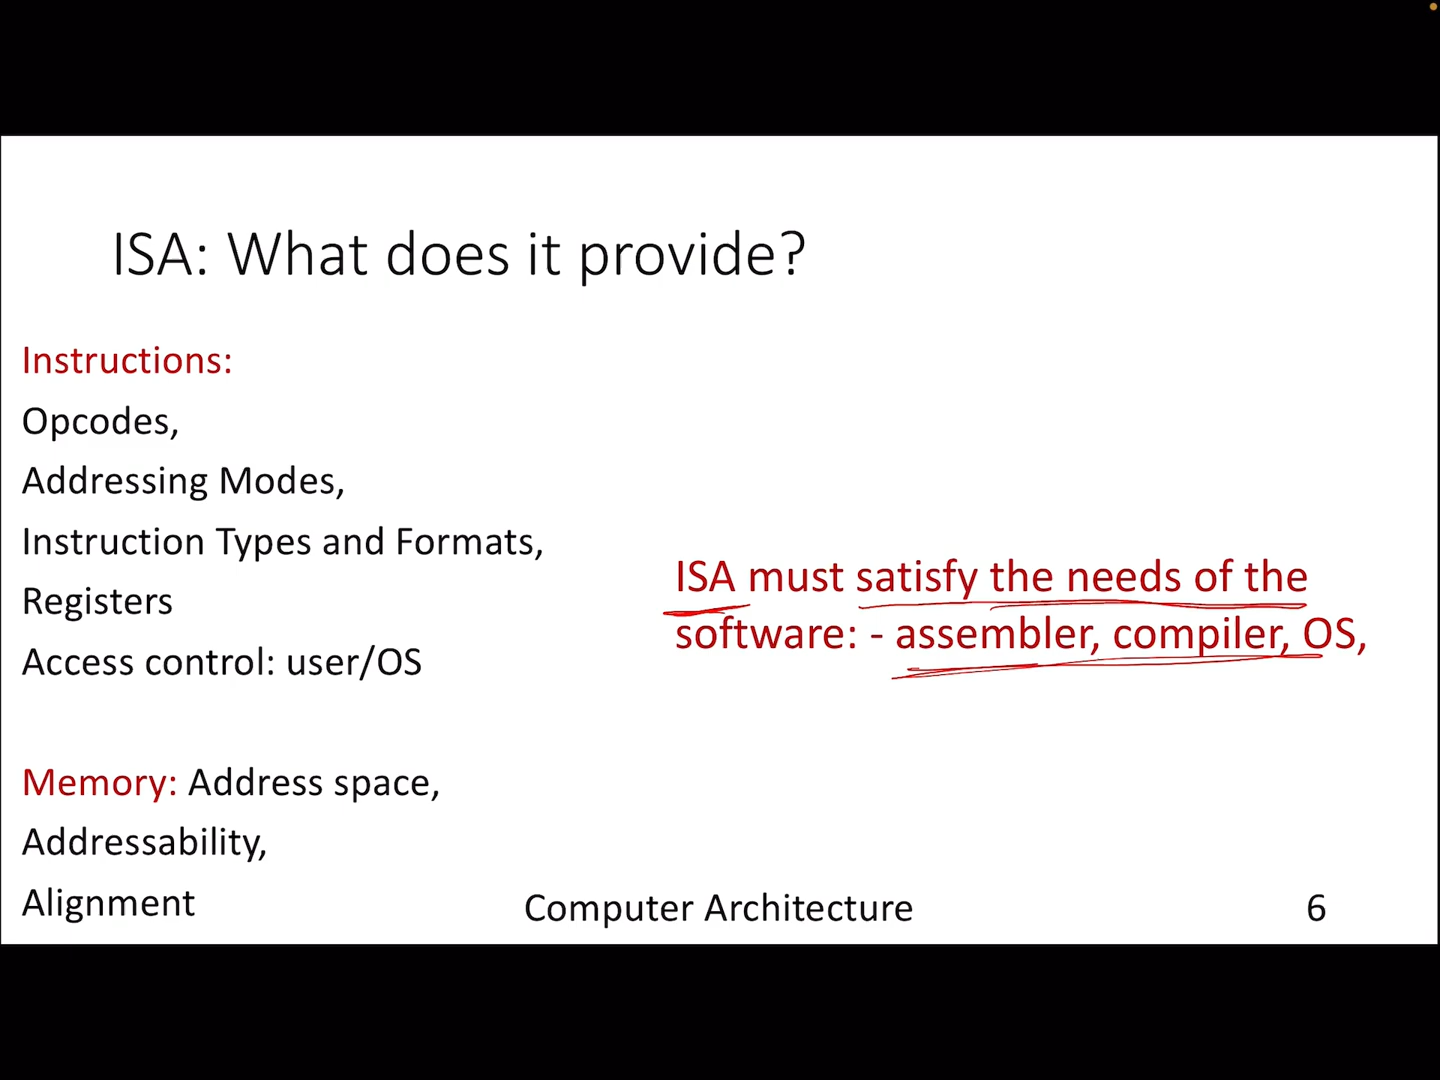 ISA: What does it provide?
Instructions:
Opcodes,
Addressing Modes,
Instruction Types and Formats,
Registers
Access control: user/OS
Memory: Address space,
Addressability,
Alignment
ISA must satisfy the needs of the
software: - assembler, compiler, OS,
Computer Architecture
6